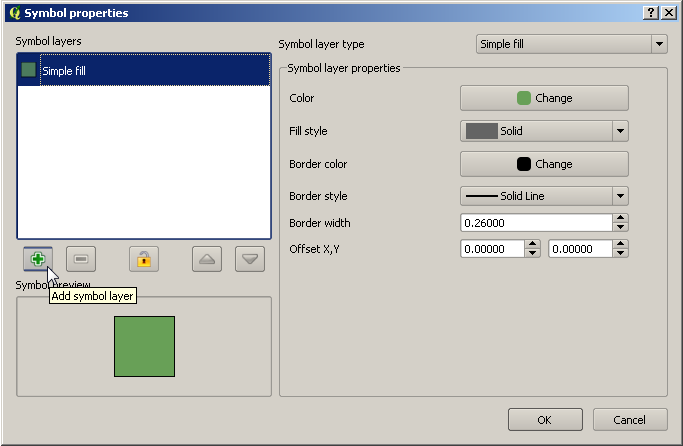 Symbol properties
Symbol layers
Simple fill
Symbol layer type
Simple fill
Symbol layer properties
Color
Change
Fill style
Solid
Border color
Change
Border style
Solid Line
Border width
0.26000
Offset X,Y
0.00000
0.00000
Symbol preview
Add symbol layer
OK
Cancel